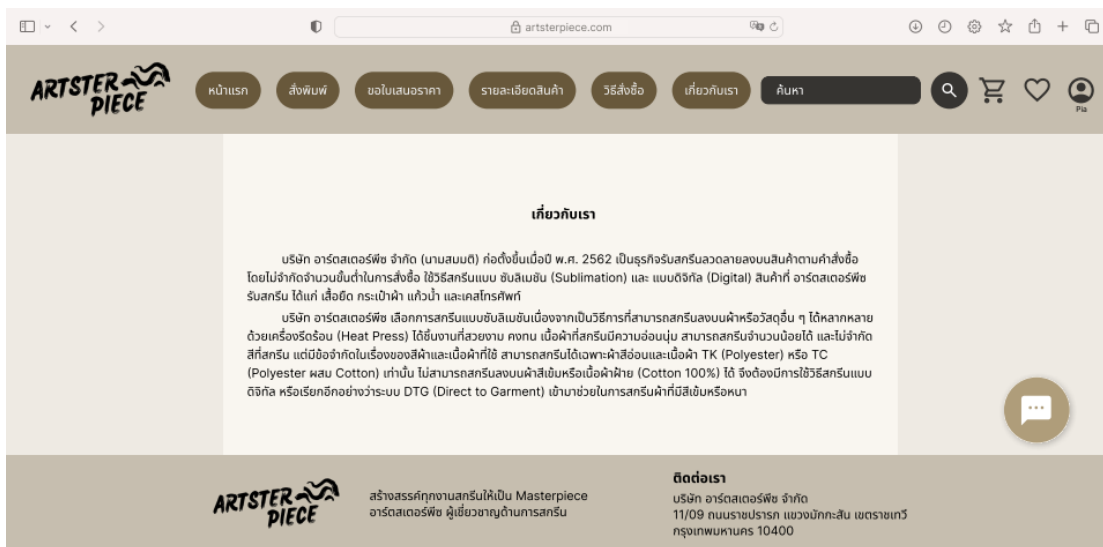 artsterpiece.com
ARTSTER
PIECE
หน้าแรก
สั่งพิมพ์
ขอใบเสนอราคา
รายละเอียดสินค้า
วิธีสั่งซื้อ
เกี่ยวกับเรา
ค้นหา
Pla
เกี่ยวกับเรา
บริษัท อาร์ตสเตอร์พีซ จำกัด (นามสมมติ) ก่อตั้งขึ้นเมื่อปี พ.ศ. 2562 เป็นธุรกิจรับสกรีนลวดลายลงบนสินค้าตามคำสั่งซื้อ
โดยไม่จำกัดจำนวนขั้นต่ำในการสั่งซื้อ ใช้วิธีสกรีนแบบ ซับลิเมชัน (Sublimation) และ แบบดิจิทัล (Digital) สินค้าที่ อาร์ตสเตอร์พีซ
รับสกรีน ได้แก่ เสื้อยืด กระเป๋าผ้า แก้วน้ำ และเคสโทรศัพท์
บริษัท อาร์ตสเตอร์พีซ เลือกการสกรีนแบบซับลิเมชันเนื่องจากเป็นวิธีการที่สามารถสกรีนลงบนผ้าหรือวัสดุอื่น ๆ ได้หลากหลาย
ด้วยเครื่องรีดร้อน (Heat Press) ได้ชิ้นงานที่สวยงาม คงทน เนื้อผ้าที่สกรีนมีความอ่อนนุ่ม สามารถสกรีนจำนวนน้อยได้ และไม่จำกัด
สีที่สกรีน แต่มีข้อจำกัดในเรื่องของสีผ้าและเนื้อผ้าที่ใช้ สามารถสกรีนได้เฉพาะผ้าสีอ่อนและเนื้อผ้า TK (Polyester) หรือ TC
(Polyester ผสม Cotton) เท่านั้น ไม่สามารถสกรีนลงบนผ้าสีเข้มหรือเนื้อผ้าฝ้าย (Cotton 100%) ได้ จึงต้องมีการใช้วิธีสกรีนแบบ
ดิจิทัล หรือเรียกอีกอย่างว่าระบบ DTG (Direct to Garment) เข้ามาช่วยในการสกรีนผ้าที่มีสีเข้มหรือหนา
ARTSTER
PIECE
สร้างสรรค์ทุกงานสกรีนให้เป็น Masterpiece
อาร์ตสเตอร์พีซ ผู้เชี่ยวชาญด้านการสกรีน
ติดต่อเรา
บริษัท อาร์ตสเตอร์พีซ จำกัด
11/09 ถนนราชปรารภ แขวงมักกะสัน เขตราชเทวี
กรุงเทพมหานคร 10400